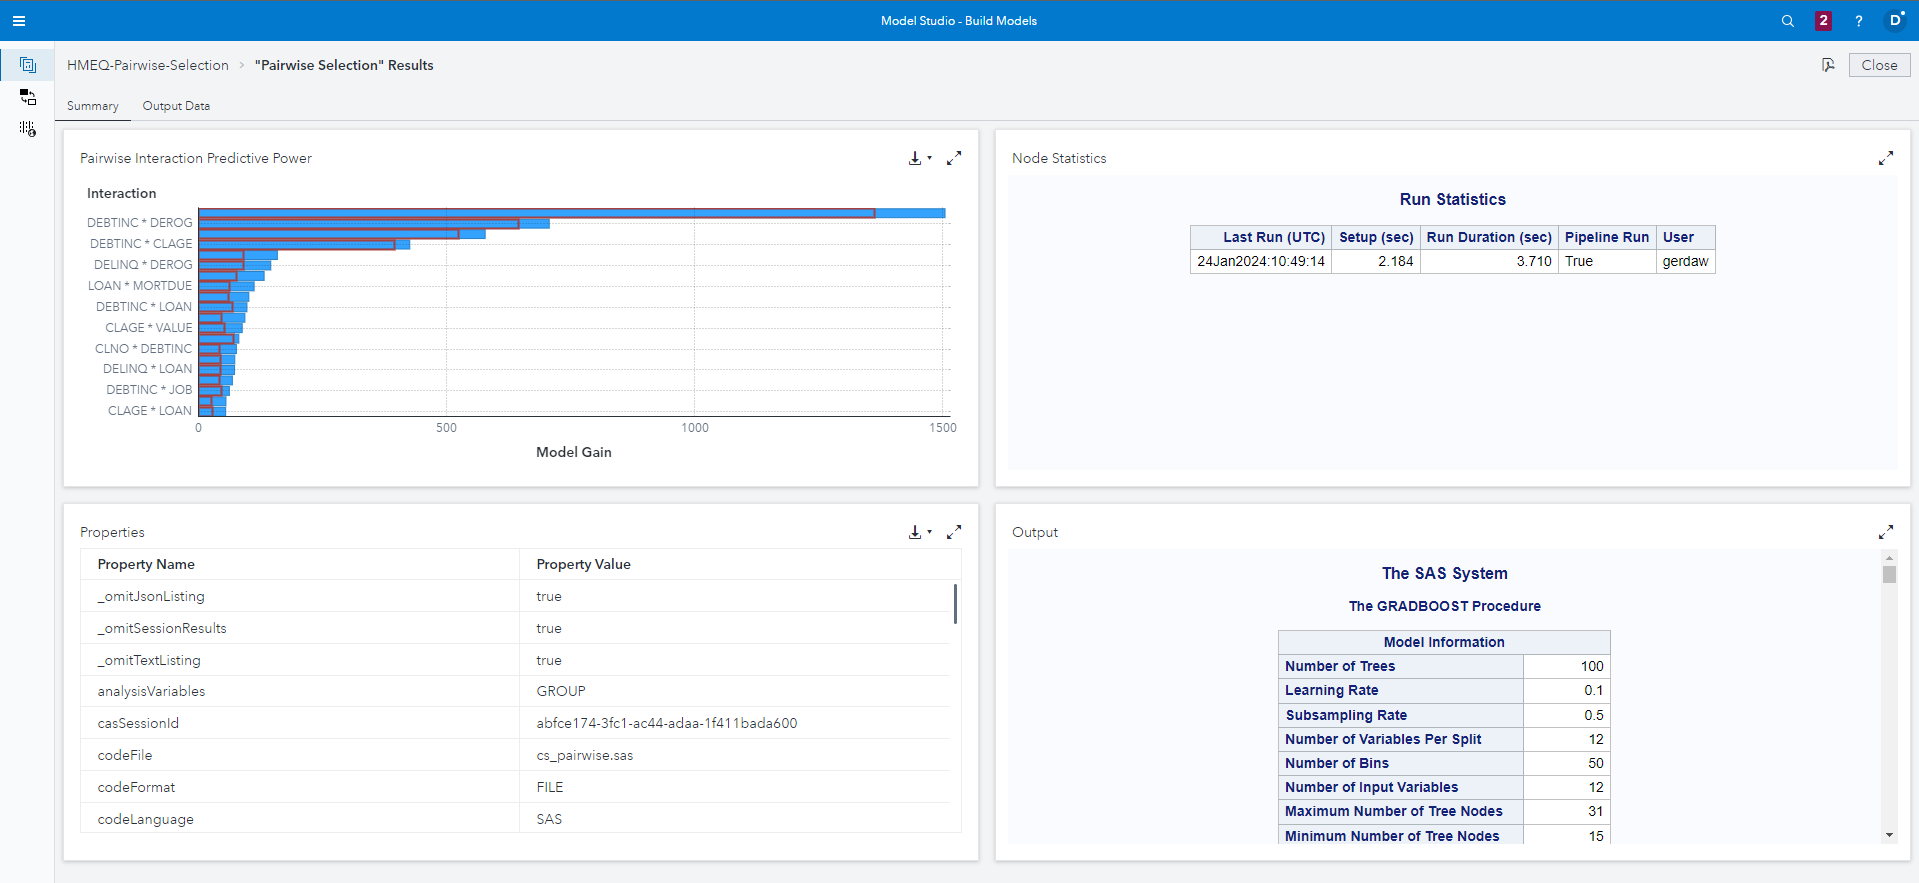 Model Studio - Build Models
2
?
D
HMEQ-Pairwise-Selection > "Pairwise Selection" Results
Close
Summary Output Data
Pairwise Interaction Predictive Power
Interaction
DEBTINC * DEROG
DEBTINC * CLAGE
DELINQ * DEROG
LOAN * MORTDUE
DEBTINC * LOAN
CLAGE * VALUE
CLNO * DEBTINC
DELINQ * LOAN
DEBTINC * JOB
CLAGE * LOAN
0 500 1000 1500
Model Gain
Node Statistics
Run Statistics
Last Run (UTC) Setup (sec) Run Duration (sec) Pipeline Run User
24Jan2024:10:49:14 2.184 3.710 True gerdaw
Properties
Property Name Property Value
_omitJsonListing true
_omitSessionResults true
_omitTextListing true
analysisVariables GROUP
casSessionId abfce174-3fc1-ac44-adaa-1f411bada600
codeFile cs_pairwise.sas
codeFormat FILE
codeLanguage SAS
Output
The SAS System
The GRADBOOST Procedure
Model Information
Number of Trees 100
Learning Rate 0.1
Subsampling Rate 0.5
Number of Variables Per Split 12
Number of Bins 50
Number of Input Variables 12
Maximum Number of Tree Nodes 31
Minimum Number of Tree Nodes 15